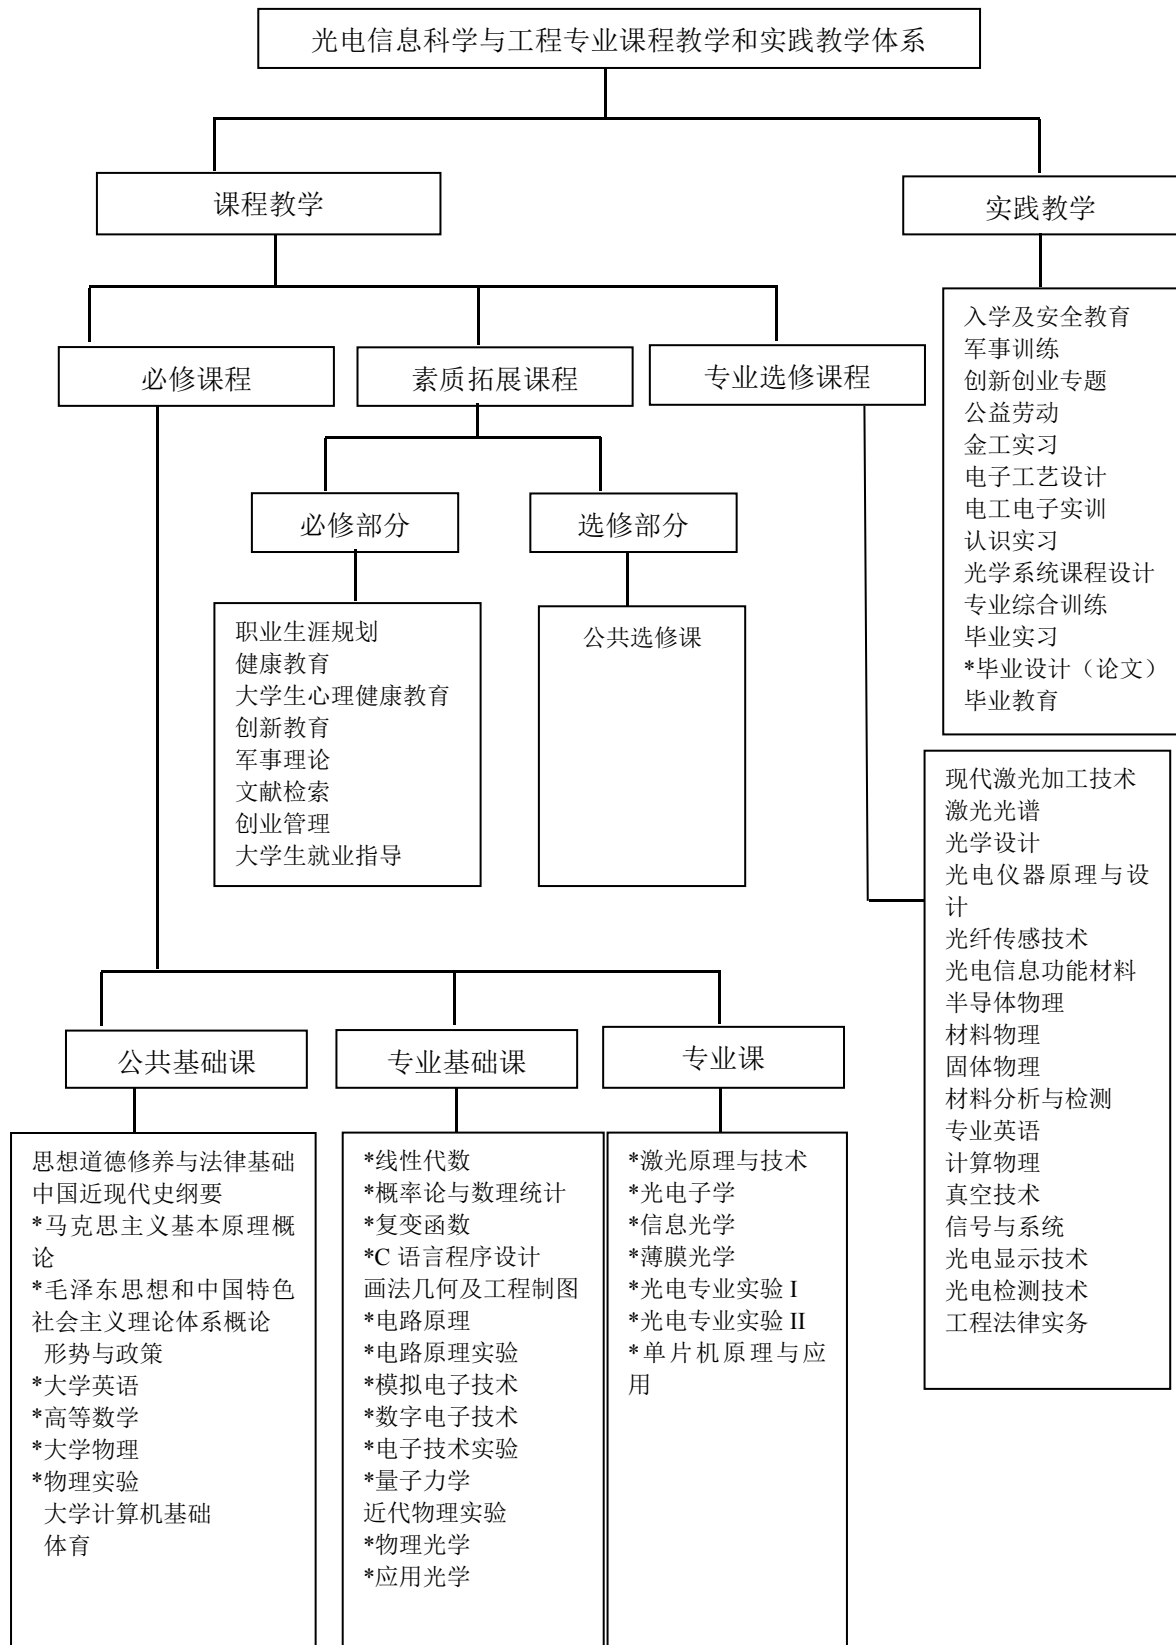 光电信息科学与工程专业课程教学和实践教学体系
课程教学
实践教学
必修课程
素质拓展课程
专业选修课程
入学及安全教育
军事训练
创新创业专题
公益劳动
金工实习
电子工艺设计
电工电子实训
认识实习
光学系统课程设计
专业综合训练
毕业实习
*毕业设计（论文）
毕业教育
必修部分
选修部分
职业生涯规划
健康教育
大学生心理健康教育
创新教育
军事理论
文献检索
创业管理
大学生就业指导
公共选修课
现代激光加工技术
激光光谱
光学设计
光电仪器原理与设
计
光纤传感技术
光电信息功能材料
半导体物理
材料物理
固体物理
材料分析与检测
专业英语
计算物理
真空技术
信号与系统
光电显示技术
光电检测技术
工程法律实务
公共基础课
专业基础课
专业课
思想道德修养与法律基础
中国近现代史纲要
*马克思主义基本原理概
论
*毛泽东思想和中国特色
社会主义理论体系概论
形势与政策
*大学英语
*高等数学
*大学物理
*物理实验
大学计算机基础
体育
*线性代数
*概率论与数理统计
*复变函数
*C 语言程序设计
画法几何及工程制图
*电路原理
*电路原理实验
*模拟电子技术
*数字电子技术
*电子技术实验
*量子力学
近代物理实验
*物理光学
*应用光学
*激光原理与技术
*光电子学
*信息光学
*薄膜光学
*光电专业实验 I
*光电专业实验 II
*单片机原理与应
用